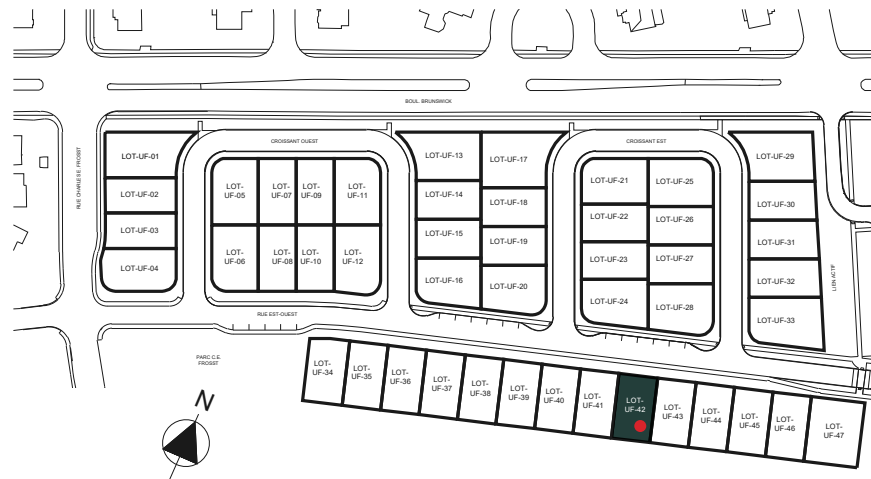 BOUL. BRUNSWICK
RUE CHARLES E. FROSST
CROISSANT OUEST
CROISSANT EST
LOT-UF-01
LOT-UF-02
LOT-UF-03
LOT-UF-04
LOT-
UF-05
LOT-
UF-07
LOT-
UF-09
LOT-
UF-11
LOT-
UF-06
LOT-
UF-08
LOT-
UF-10
LOT-
UF-12
LOT-UF-13
LOT-UF-14
LOT-UF-15
LOT-UF-16
LOT-UF-17
LOT-UF-18
LOT-UF-19
LOT-UF-20
LOT-UF-21
LOT-UF-22
LOT-UF-23
LOT-UF-24
LOT-UF-25
LOT-UF-26
LOT-UF-27
LOT-UF-28
LOT-UF-29
LOT-UF-30
LOT-UF-31
LOT-UF-32
LOT-UF-33
LIEN ACTIF
RUE EST-OUEST
PARC C.E.
FROSST
LOT-
UF-34
LOT-
UF-35
LOT-
UF-36
LOT-
UF-37
LOT-
UF-38
LOT-
UF-39
LOT-
UF-40
LOT-
UF-41
LOT-
UF-42
LOT-
UF-43
LOT-
UF-44
LOT-
UF-45
LOT-
UF-46
LOT-
UF-47
N